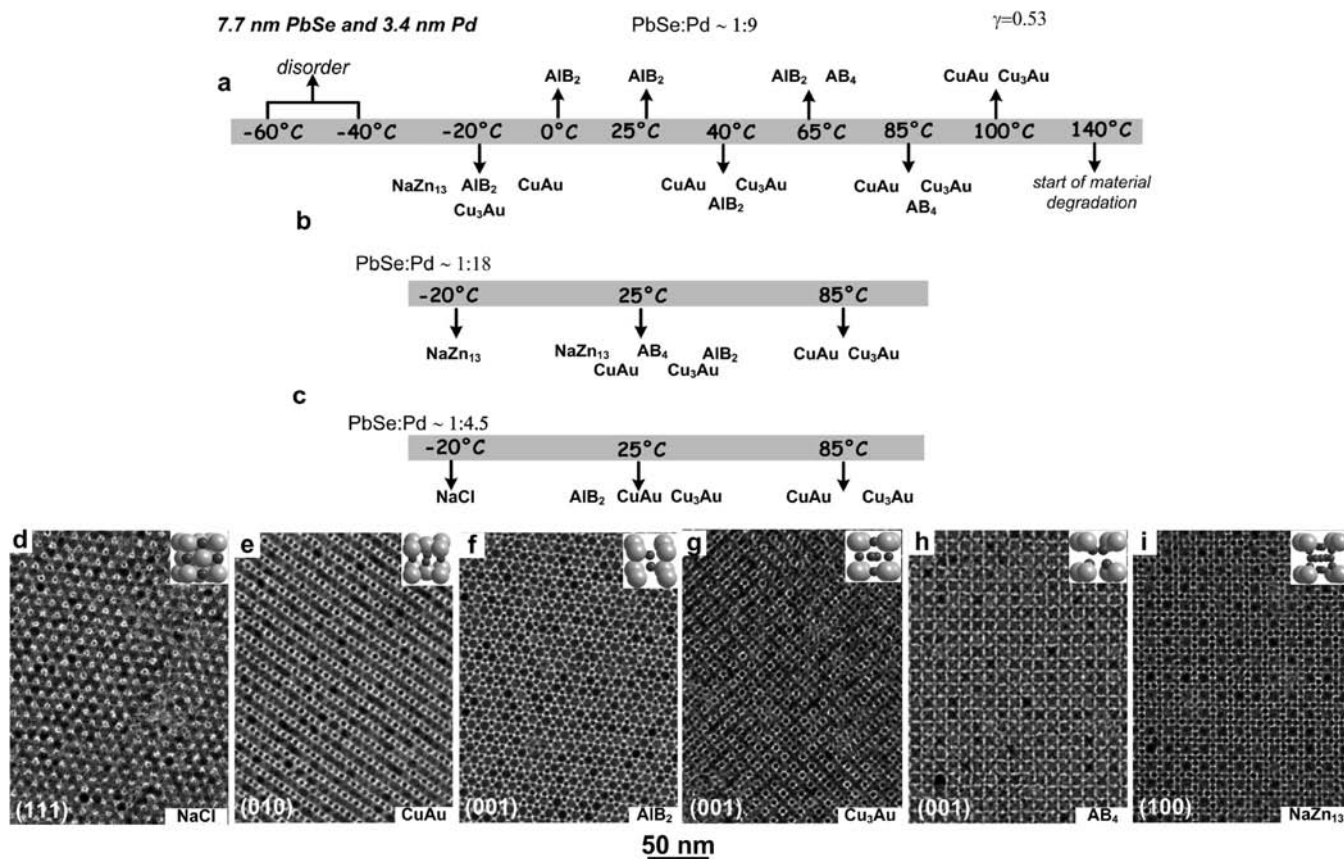 7.7 nm PbSe and 3.4 nm Pd PbSe:Pd ~ 1:9 γ=0.53
a
disorder AlB₂ AlB₂ AlB₂ AB₄ CuAu Cu₃Au
-60°C -40°C -20°C 0°C 25°C 40°C 65°C 85°C 100°C 140°C
NaZn₁₃ AlB₂ CuAu CuAu Cu₃Au CuAu Cu₃Au start of material
Cu₃Au AlB₂ AB₄ degradation
b
PbSe:Pd ~ 1:18
-20°C 25°C 85°C
NaZn₁₃ NaZn₁₃ AB₄ AlB₂ CuAu Cu₃Au
CuAu Cu₃Au
c
PbSe:Pd ~ 1:4.5
-20°C 25°C 85°C
NaCl AlB₂ CuAu Cu₃Au CuAu Cu₃Au
d e f g h i
(111) (010) (001) (001) (001) (100)
NaCl CuAu AlB₂ Cu₃Au AB₄ NaZn₁₃
50 nm